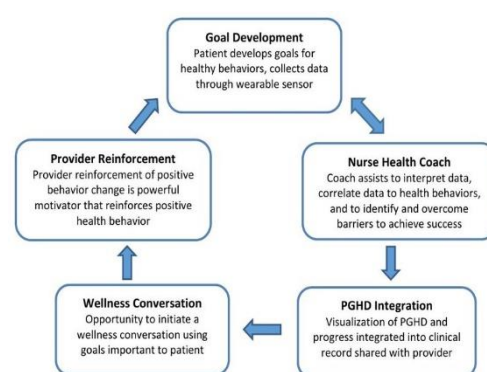 Goal Development
Patient develops goals for
healthy behaviors, collects data
through wearable sensor
Nurse Health Coach
Coach assists to interpret data,
correlate data to health behaviors,
and to identify and overcome
barriers to achieve success
PGHD Integration
Visualization of PGHD and
progress integrated into clinical
record shared with provider
Wellness Conversation
Opportunity to initiate a
wellness conversation using
goals important to patient
Provider Reinforcement
Provider reinforcement of positive
behavior change is powerful
motivator that reinforces positive
health behavior